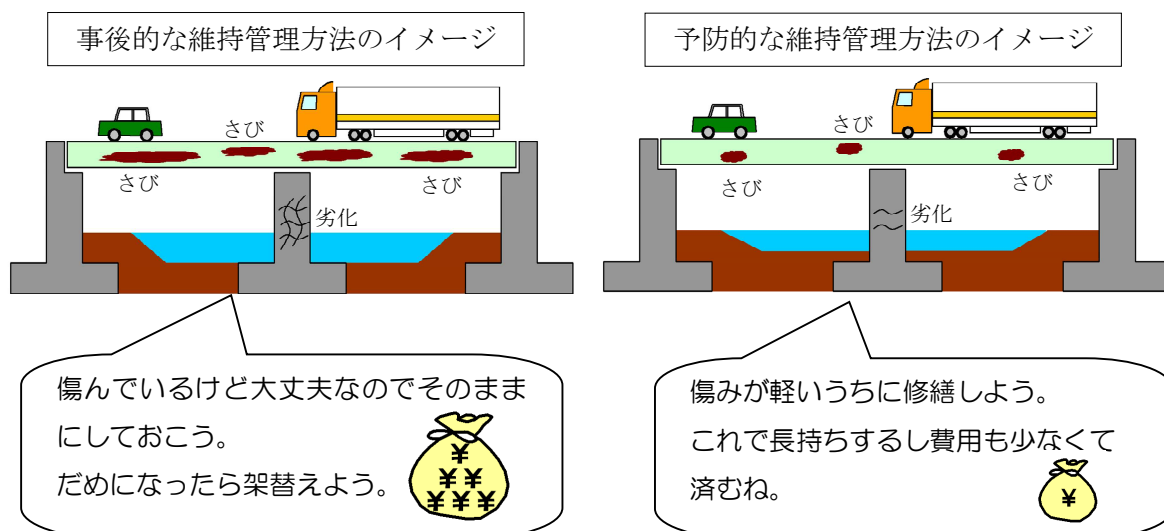 事後的な維持管理方法のイメージ
さび
さび
さび
劣化
傷んでいるけど大丈夫なのでそのまま
にしておこう。
だめになったら架替えよう。
¥
¥ ¥
¥ ¥ ¥
予防的な維持管理方法のイメージ
さび
さび
さび
劣化
傷みが軽いうちに修繕しよう。
これで長持ちするし費用も少なくて
済むね。
¥